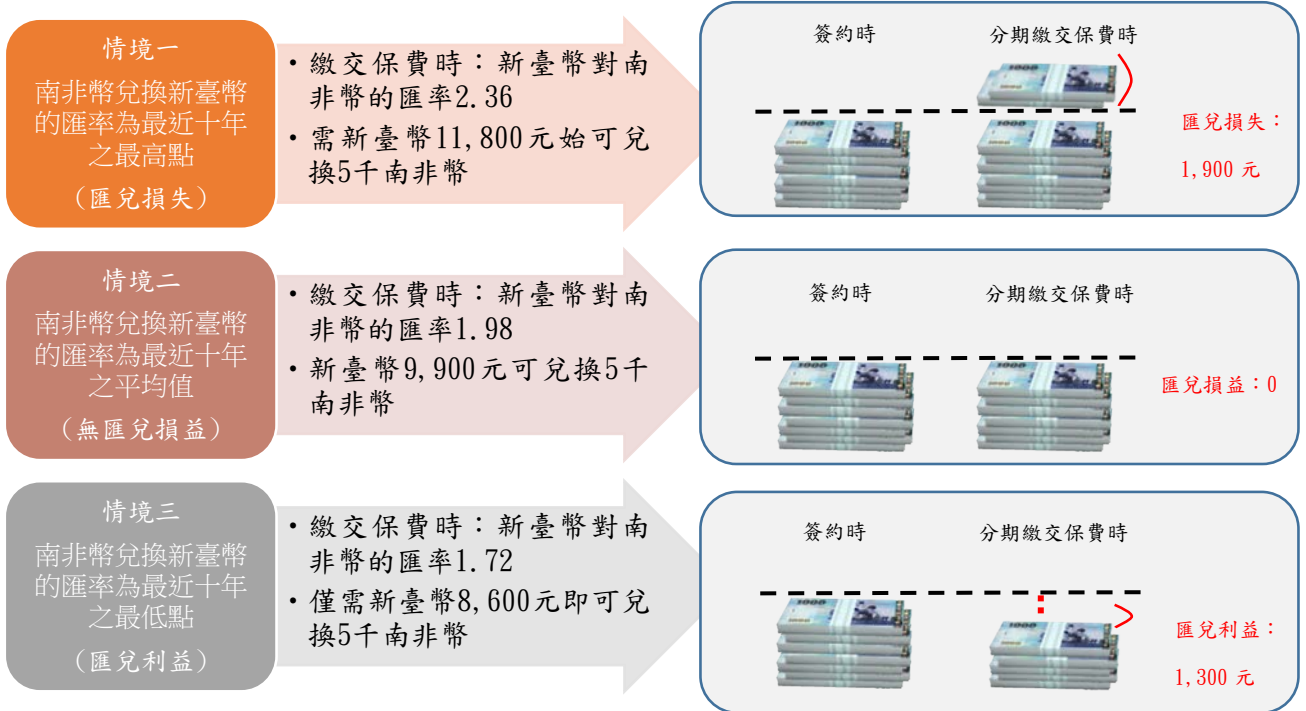 情境一
南非幣兌換新臺幣
的匯率為最近十年
之最高點
（匯兌損失）
•繳交保費時：新臺幣對南
非幣的匯率2.36
•需新臺幣11,800元始可兌
換5千南非幣
簽約時
分期繳交保費時
匯兌損失：
1,900 元
情境二
南非幣兌換新臺幣
的匯率為最近十年
之平均值
（無匯兌損益）
•繳交保費時：新臺幣對南
非幣的匯率1.98
•新臺幣9,900元可兌換5千
南非幣
簽約時
分期繳交保費時
匯兌損益：0
情境三
南非幣兌換新臺幣
的匯率為最近十年
之最低點
（匯兌利益）
•繳交保費時：新臺幣對南
非幣的匯率1.72
•僅需新臺幣8,600元即可兌
換5千南非幣
簽約時
分期繳交保費時
匯兌利益：
1,300 元